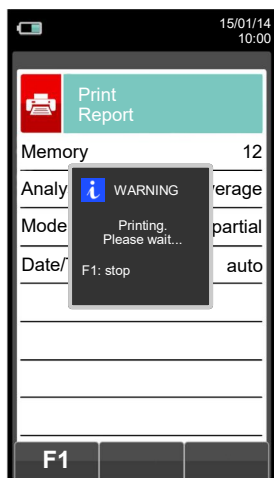 15/01/14
10:00
Print
Report
Memory 12
Analy verage
WARNING
Mode partial
Printing.
Please wait...
Date/ auto
F1: stop
F1